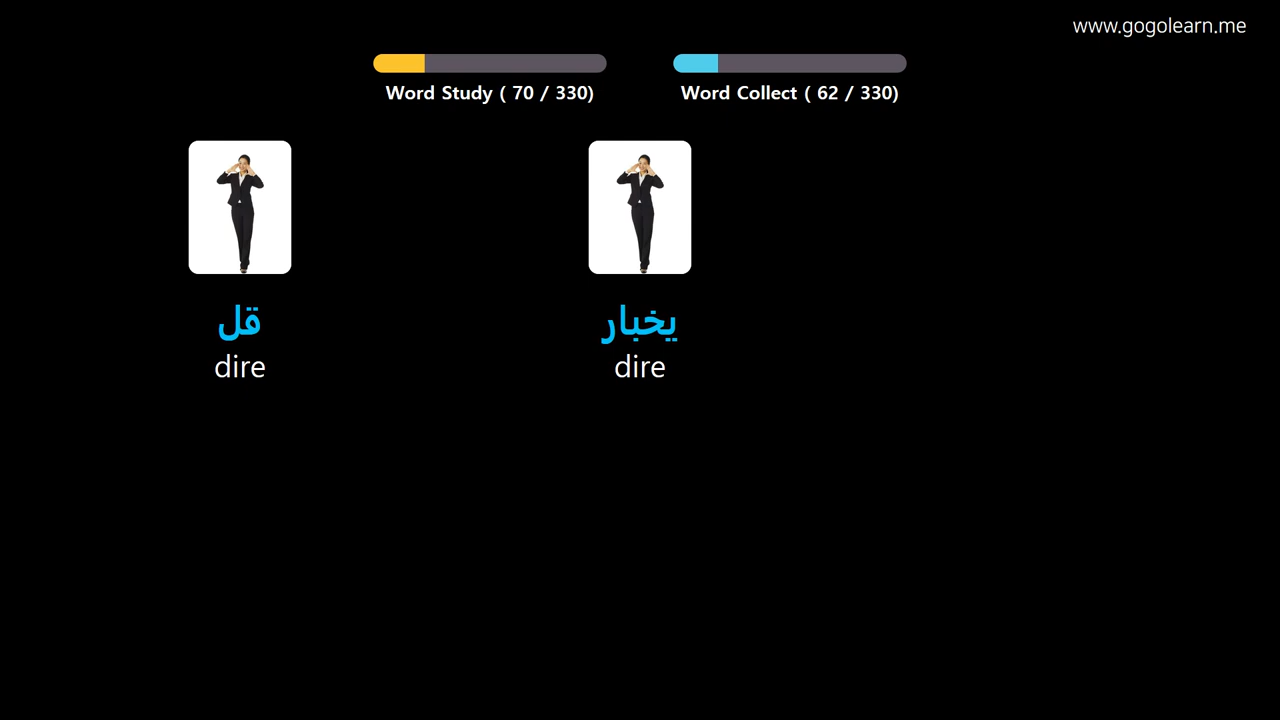 www.gogolearn.me
Word Study ( 70 / 330)
Word Collect ( 62 / 330)
قل
dire
يخبار
dire